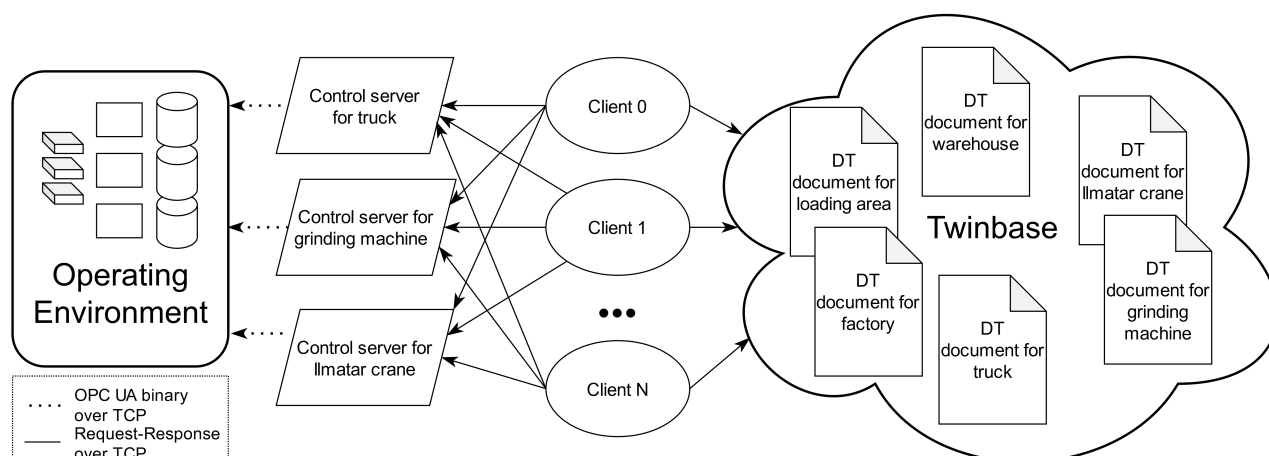 Operating
Environment
OPC UA binary
over TCP
Request-Response
over TCP
Control server
for truck
Control server for
grinding machine
Control server for
Ilmatar crane
Client 0
Client 1
•••
Client N
DT
document for
loading area
DT
document for
warehouse
DT
document for
Ilmatar crane
Twinbase
DT
document for
factory
DT
document for
truck
DT
document for
grinding
machine